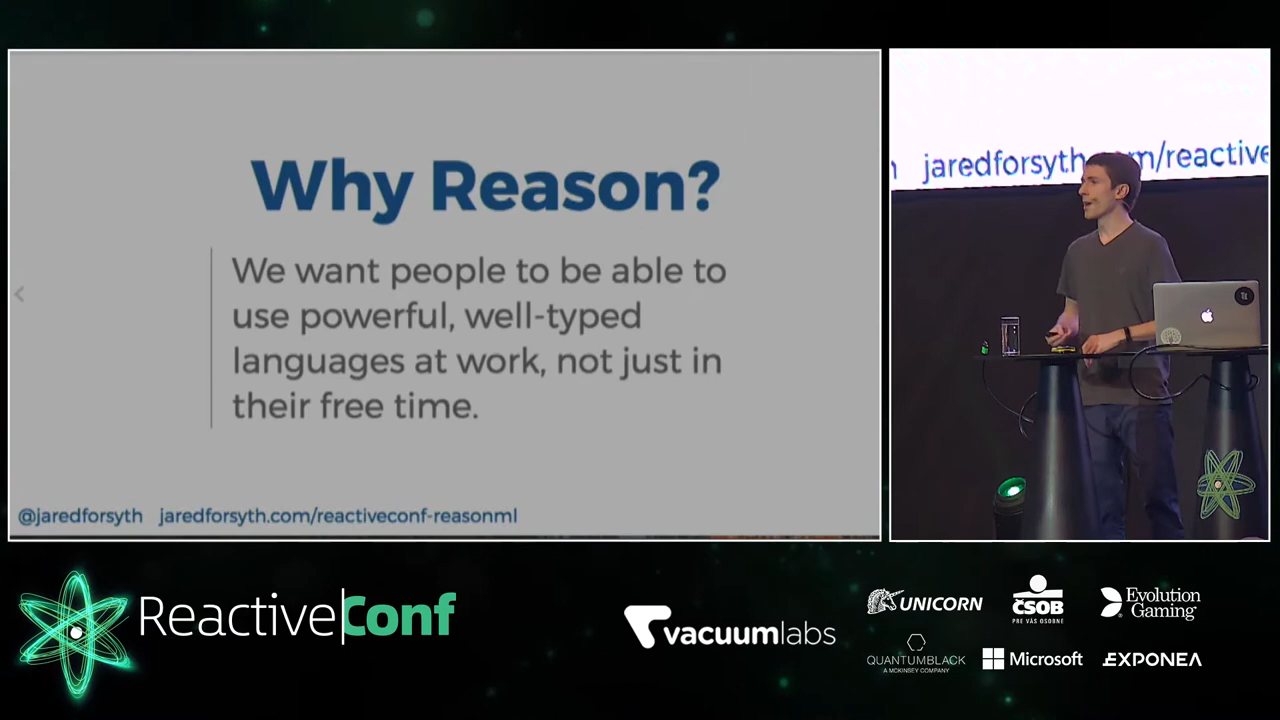 Why Reason?
We want people to be able to
use powerful, well-typed
languages at work, not just in
their free time.
@jaredforsyth jaredforsyth.com/reactiveconf-reasonml
jaredforsyth.com/reactive
ReactiveConf
vacuumlabs
UNICORN
ČSOB
PRE VÁS OSOBNE
Evolution
Gaming
QUANTUMBLACK
A MCKINSEY COMPANY
Microsoft
EXPONEA